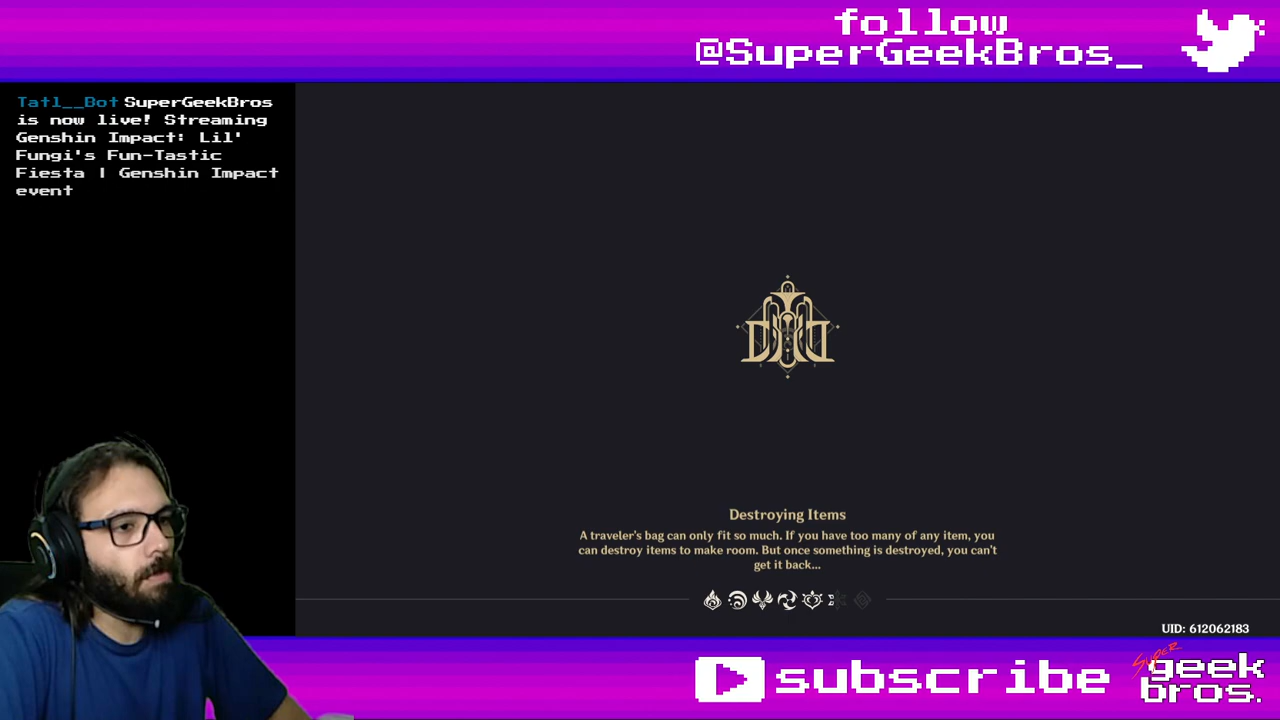 follow
@SuperGeekBros_
Tatl__Bot SuperGeekBros
is now live! Streaming
Genshin Impact: Lil'
Fungi's Fun-Tastic
Fiesta | Genshin Impact
event
Destroying Items
A traveler's bag can only fit so much. If you have too many of any item, you
can destroy items to make room. But once something is destroyed, you can't
get it back...
UID: 612062183
subscribe
SUPER
geek
bros.